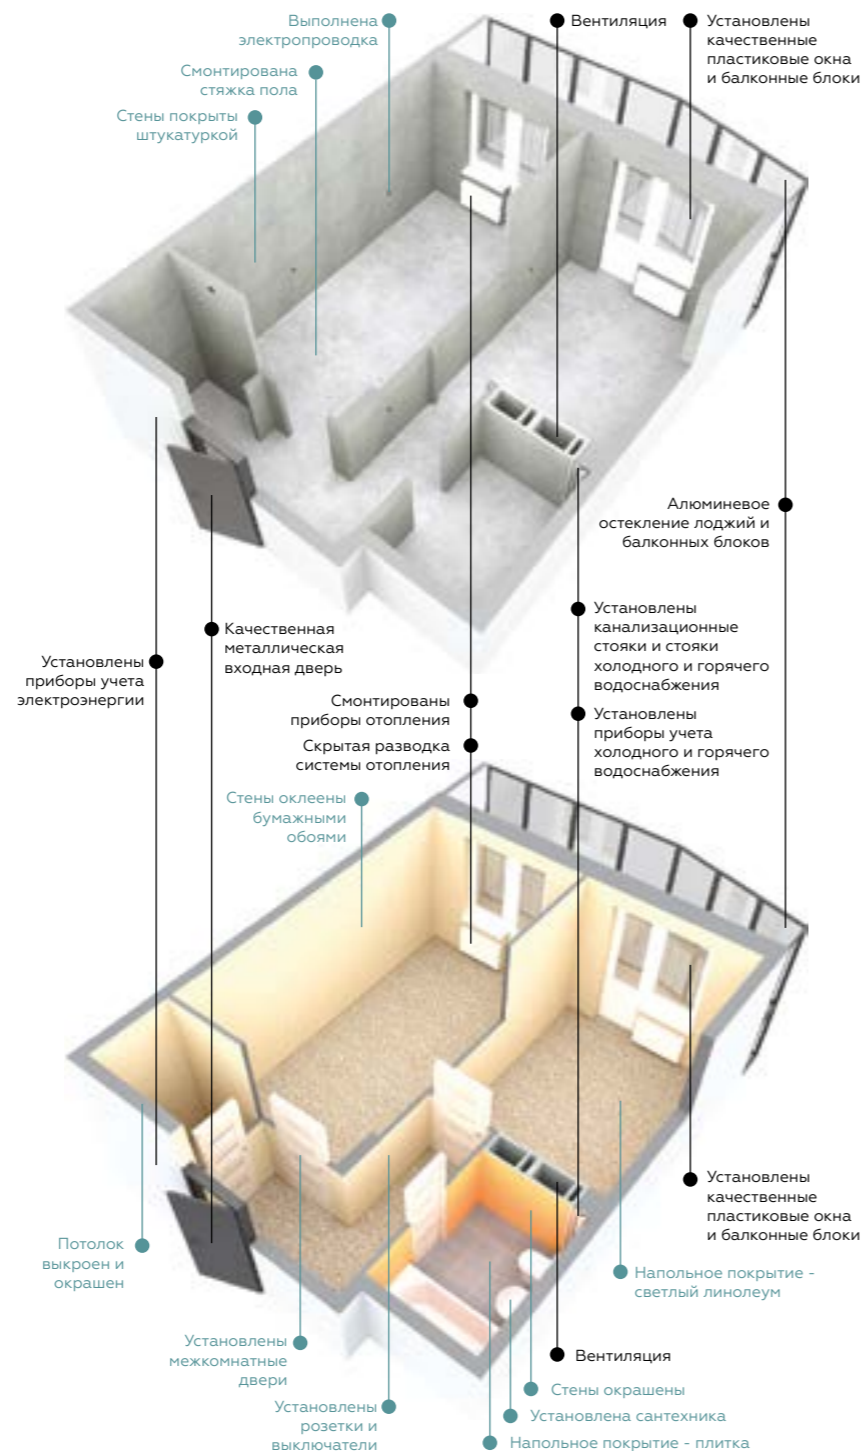 Выполнена
электропроводка
Вентиляция
Установлены
качественные
пластиковые окна
и балконные блоки
Смонтирована
стяжка пола
Стены покрыты
штукатуркой
Алюминевое
остекление лоджий и
балконных блоков
Установлены
канализационные
стояки и стояки
холодного и горячего
водоснабжения
Качественная
металлическая
входная дверь
Установлены
приборы учета
электроэнергии
Смонтированы
приборы отопления
Скрытая разводка
системы отопления
Установлены
приборы учета
холодного и горячего
водоснабжения
Стены оклеены
бумажными
обоями
Установлены
качественные
пластиковые окна
и балконные блоки
Потолок
выкроен и
окрашен
Напольное покрытие -
светлый линолеум
Установлены
межкомнатные
двери
Вентиляция
Стены окрашены
Установлены
розетки и
выключатели
Установлена сантехника
Напольное покрытие - плитка